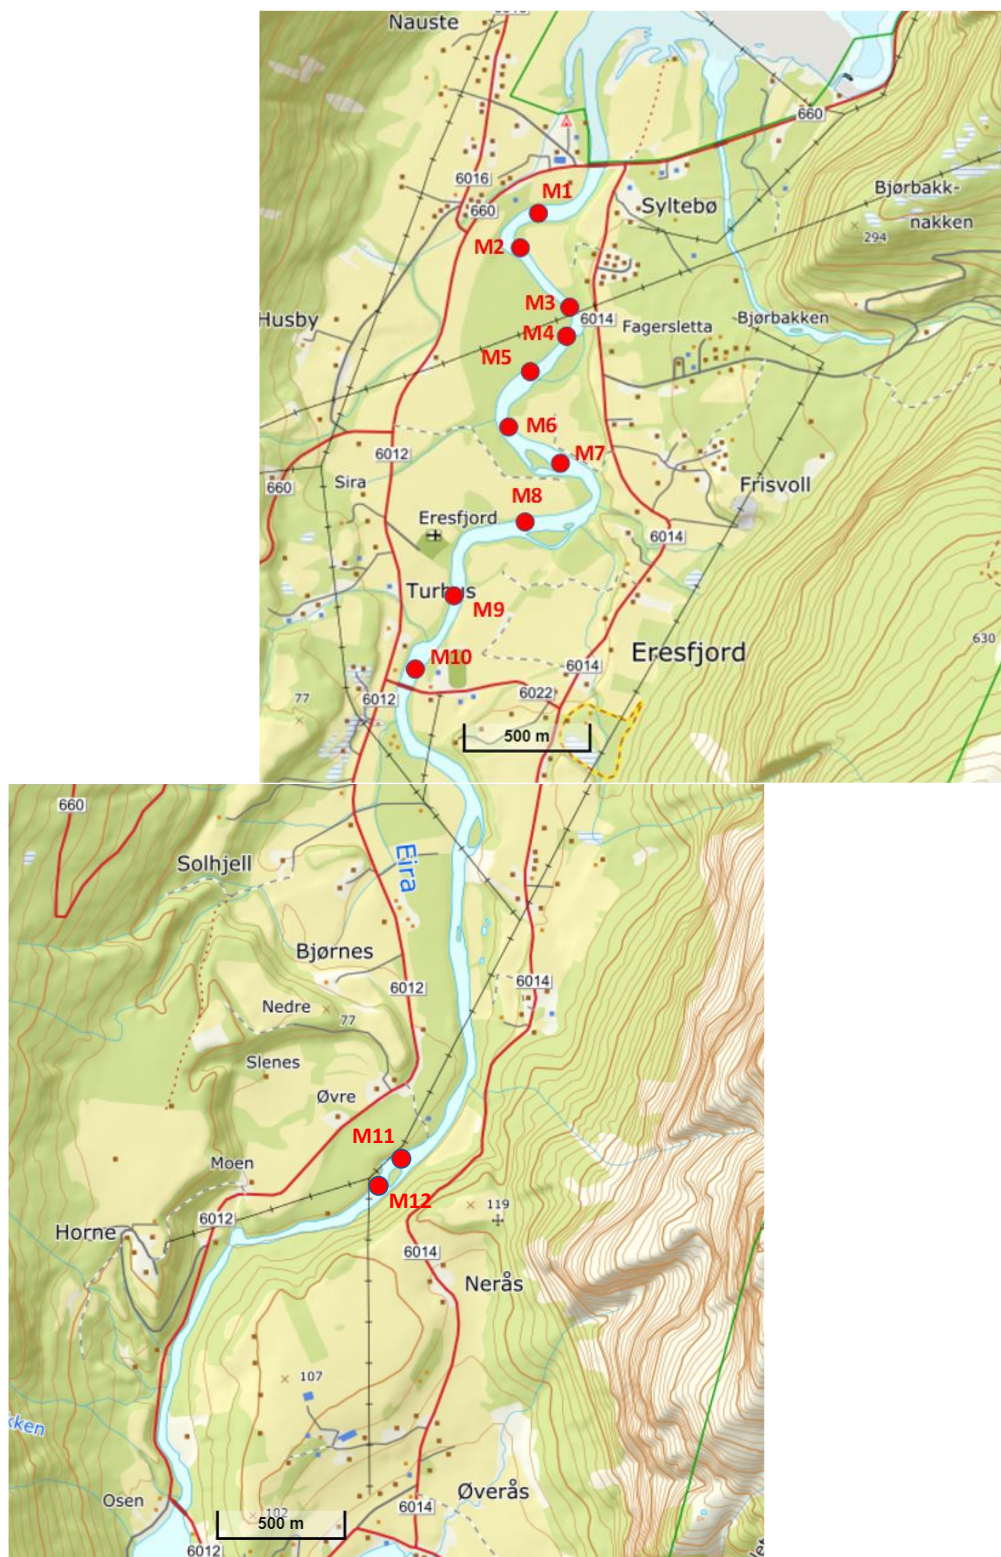 Nauste
660
6016
M1
Bjørbakk-
nakken
660
Syltebø
294
M2
M3
6014
Husby
M4
Fagersletta
Bjørbakken
M5
M6
6012
M7
Sira
660
Frisvoll
M8
Eresfjord
6014
Turhus
M9
630
Eresfjord
M10
6014
77
6012
6022
500 m
660
Solhjell
Eira
Bjørnes
6012
6014
Nedre
77
Slenes
Øvre
M11
Moen
M12
119
6012
Horne
6014
Nerås
107
kken
Øverås
Osen
102
6014
500 m
6012